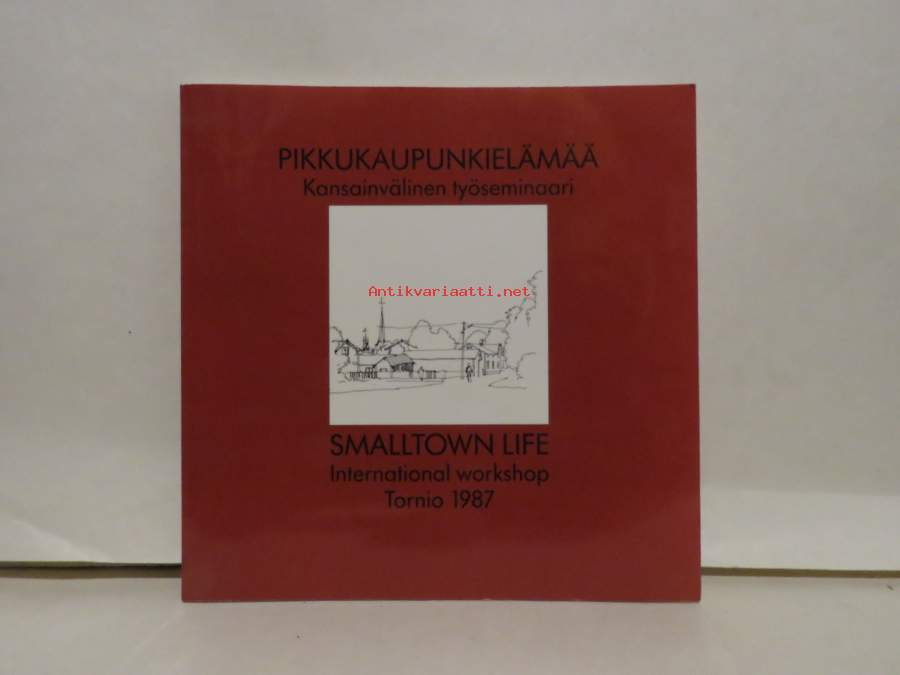 PIKKUKAUPUNKIELÄMÄÄ
Kansainvälinen työseminaari
Antikvariaatti.net
SMALLTOWN LIFE
International workshop
Tornio 1987